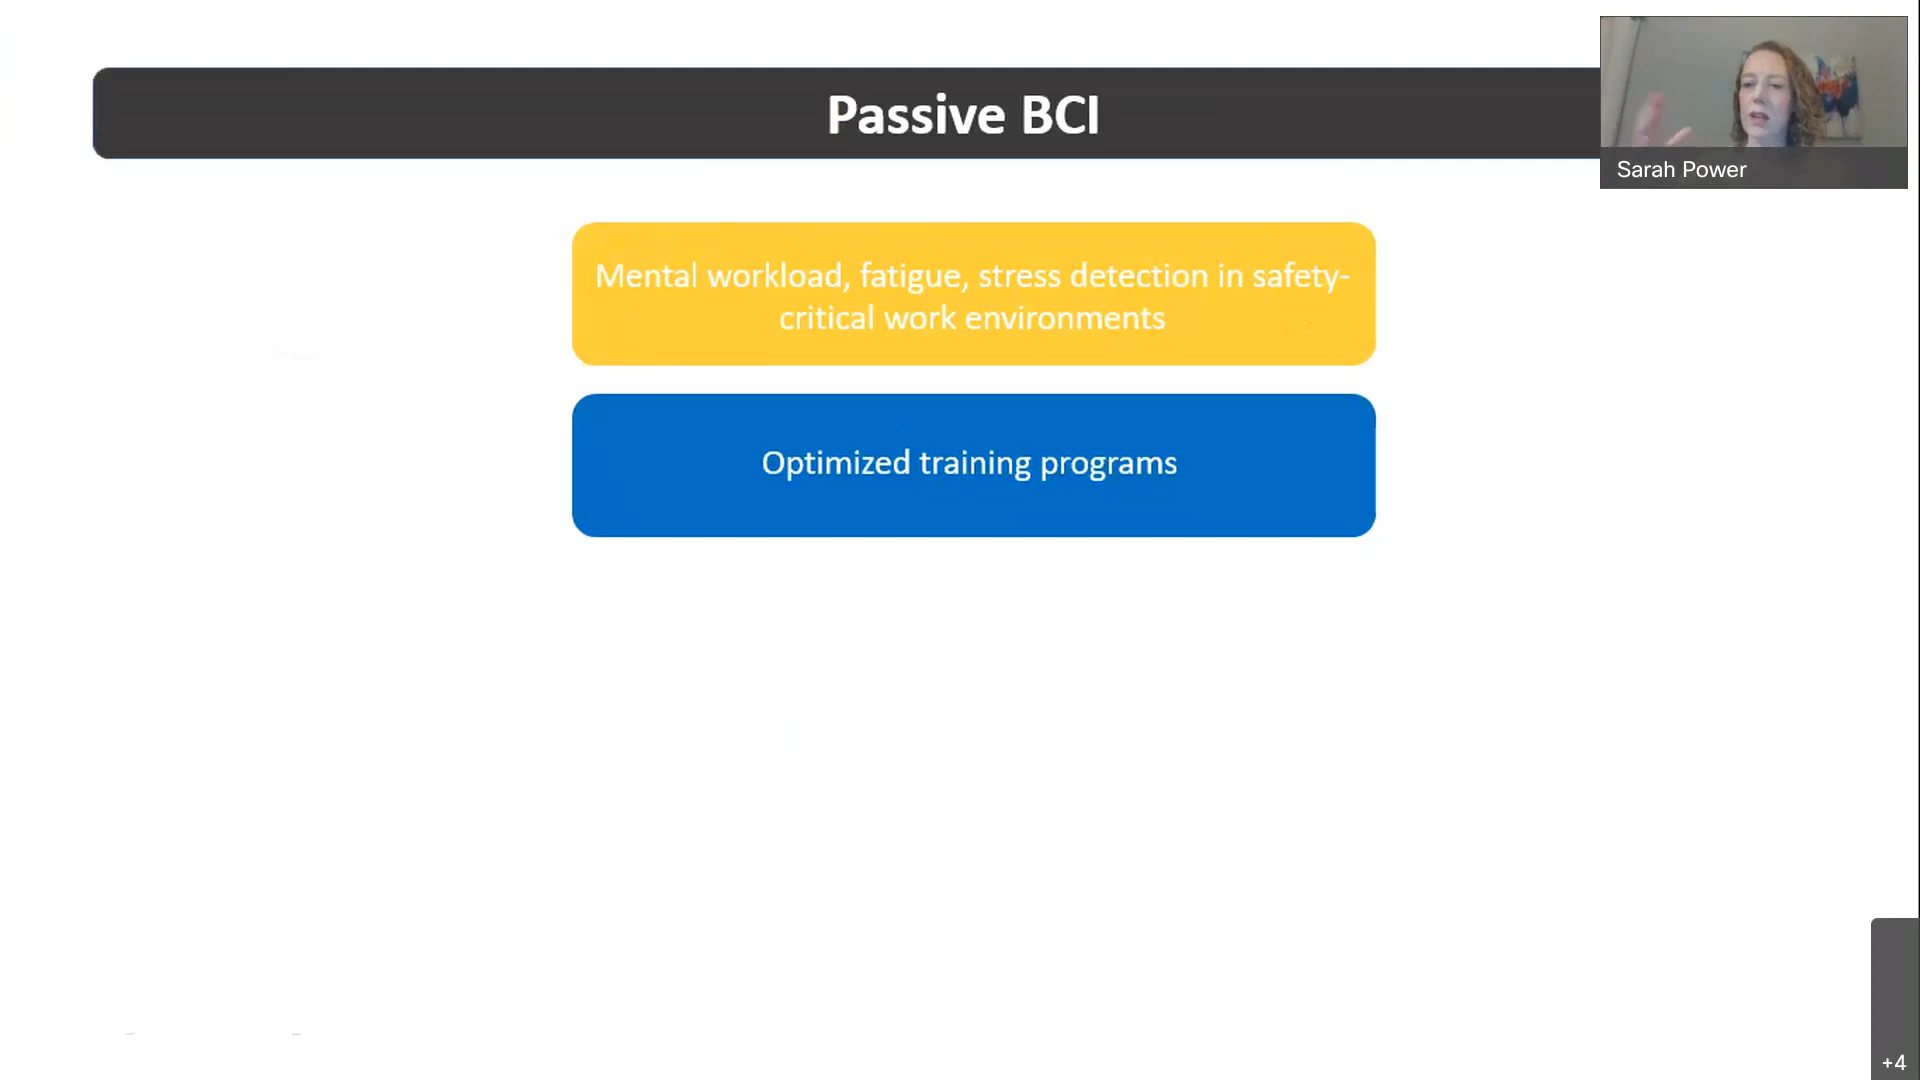 Passive BCI
Sarah Power
Mental workload, fatigue, stress detection in safety-
critical work environments
Optimized training programs
+4